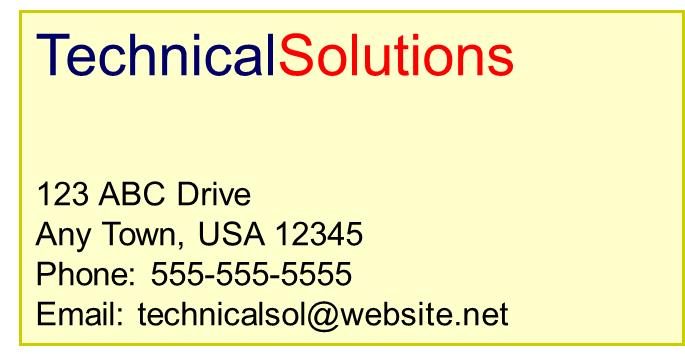 TechnicalSolutions
123 ABC Drive
Any Town, USA 12345
Phone: 555-555-5555
Email: technicalsol@website.net